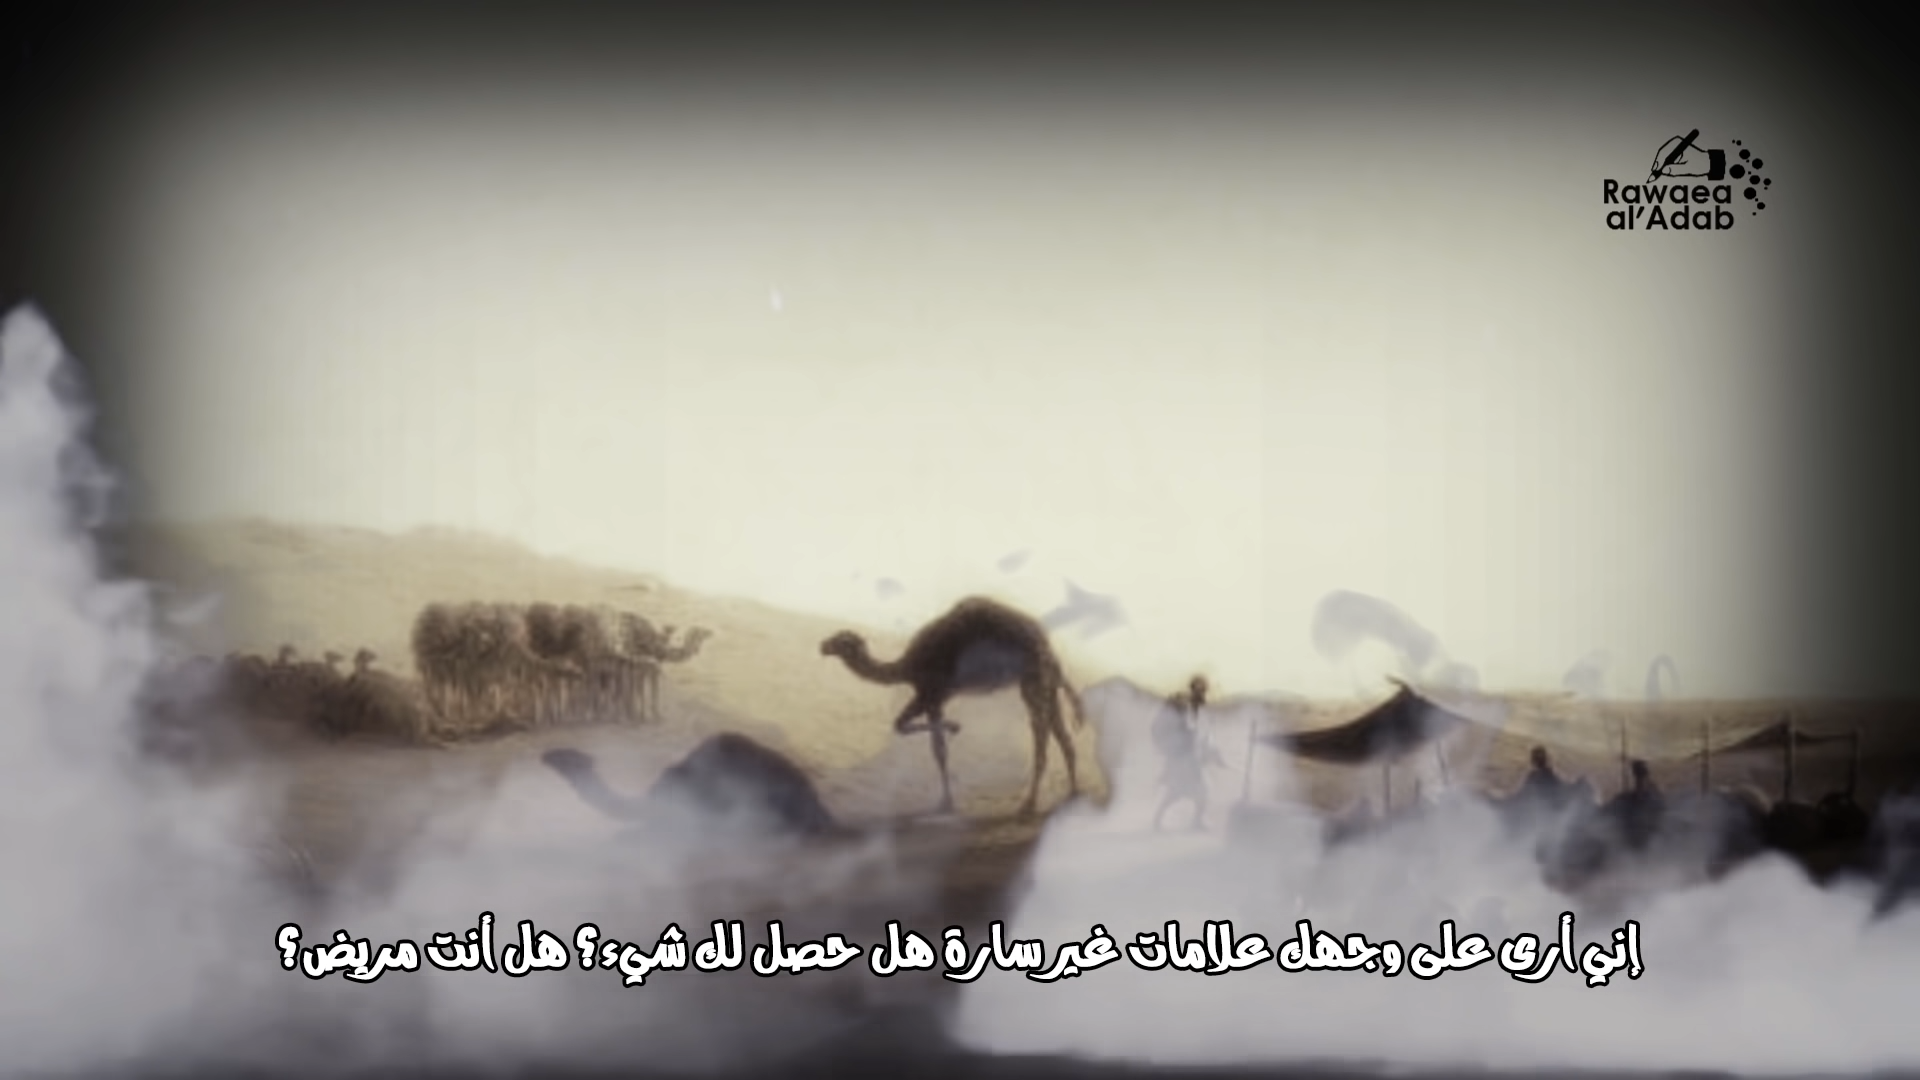 Rawaea
al'Adab
إني أرى على وجهك علامات غير سارة هل حصل لك شيء؟ هل أنت مريض؟